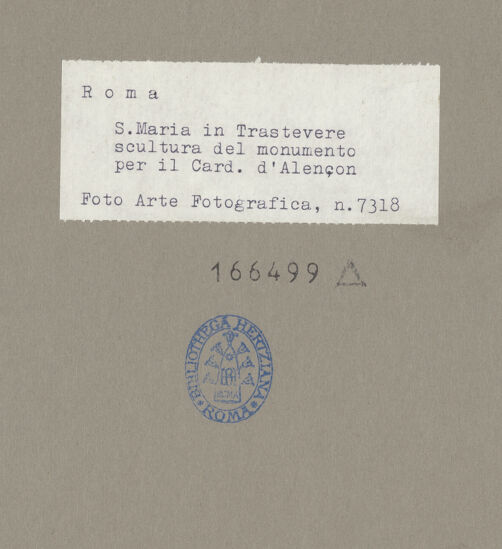 Roma
S.Maria in Trastevere
scultura del monumento
per il Card. d'Alençon
Foto Arte Fotografica, n.7318
166499
BIBLIOTHECA HERTZIANA
ROMA